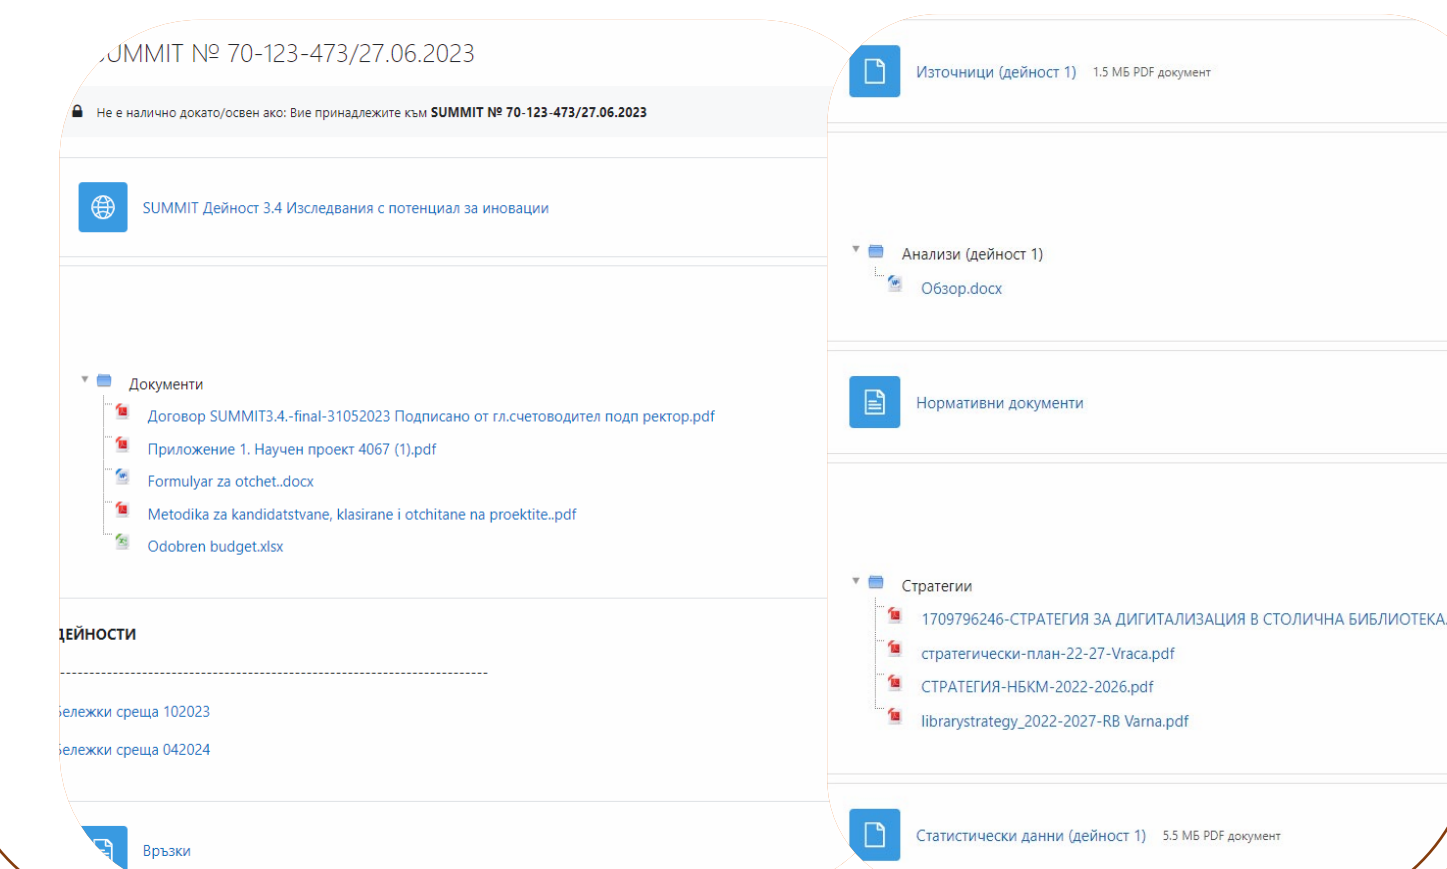 SUMMIT № 70-123-473/27.06.2023
Не е налично докато/освен ако: Вие принадлежите към SUMMIT № 70-123-473/27.06.2023
SUMMIT Дейност 3.4 Изследвания с потенциал за иновации
Документи
Договор SUMMIT3.4.-final-31052023 Подписано от гл.счетоводител подп ректор.pdf
Приложение 1. Научен проект 4067 (1).pdf
Formulyar za otchet..docx
Metodika za kandidatstvane, klasirane i otchitane na proektite..pdf
Odobren budget.xlsx
ДЕЙНОСТИ
-------------------------------------------------------------------------
Бележки среща 102023
Бележки среща 042024
Връзки
Източници (дейност 1) 1.5 МБ PDF документ
Анализи (дейност 1)
Обзор.docx
Нормативни документи
Стратегии
1709796246-СТРАТЕГИЯ ЗА ДИГИТАЛИЗАЦИЯ В СТОЛИЧНА БИБЛИОТЕКА.
стратегически-план-22-27-Vraca.pdf
СТРАТЕГИЯ-НБКМ-2022-2026.pdf
librarystrategy_2022-2027-RB Varna.pdf
Статистически данни (дейност 1) 5.5 МБ PDF документ